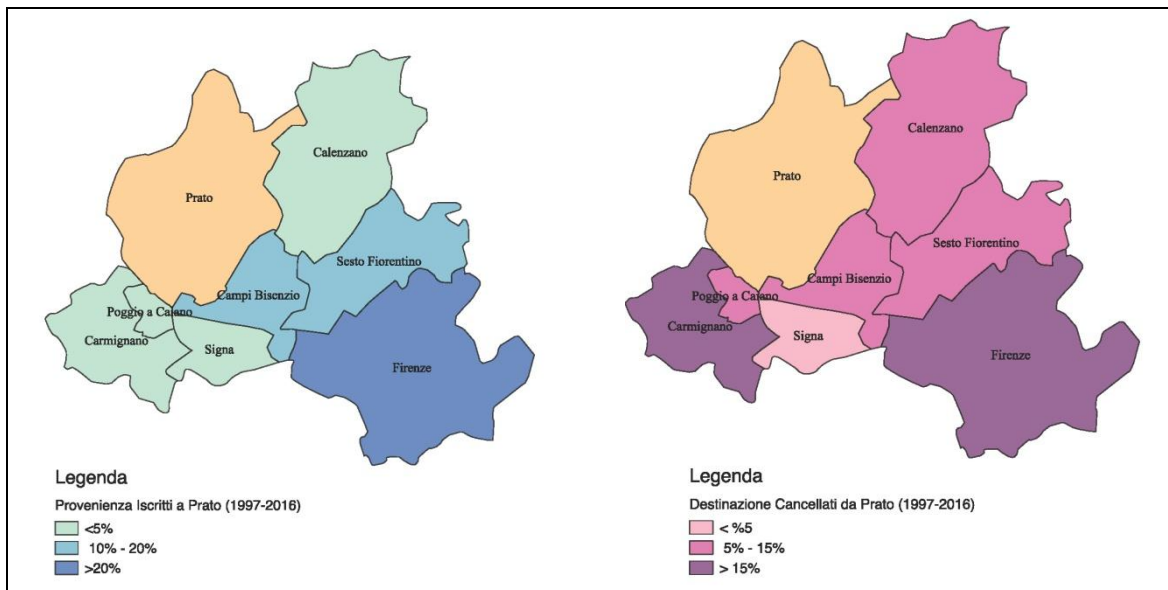 Calenzano
Prato
Sesto Fiorentino
Campi Bisenzio
Poggio a Caiano
Carmignano
Signa
Firenze
Legenda
Provenienza Iscritti a Prato (1997-2016)
<5%
10% - 20%
>20%
Calenzano
Prato
Sesto Fiorentino
Campi Bisenzio
Poggio a Caiano
Carmignano
Signa
Firenze
Legenda
Destinazione Cancellati da Prato (1997-2016)
< %5
5% - 15%
> 15%